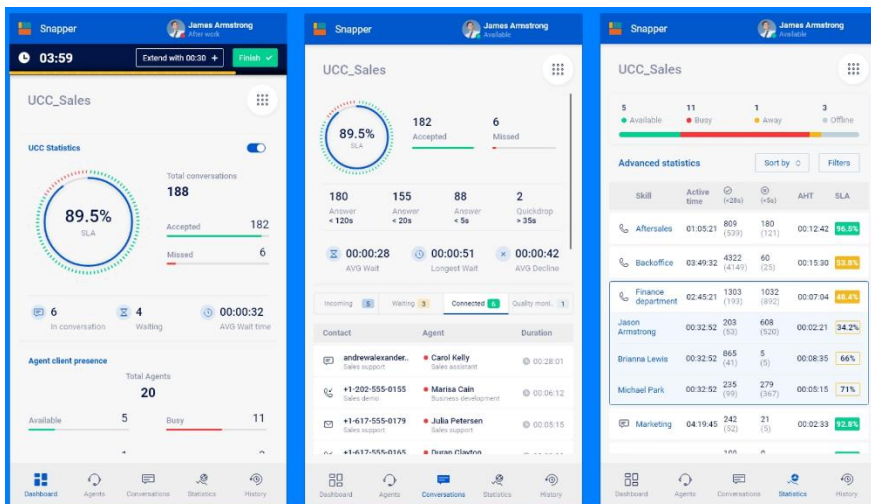 Snapper
James Armstrong
After work
03:59
Extend with 00:30 +
Finish
UCC_Sales
UCC Statistics
89.5%
SLA
Total conversations
188
Accepted 182
Missed 6
6
In conversation
4
Waiting
00:00:32
AVG Wait time
Agent client presence
Total Agents
20
Available 5
Busy 11
Dashboard
Agents
Conversations
Statistics
History
Snapper
James Armstrong
Available
UCC_Sales
89.5%
SLA
182
Accepted
6
Missed
180
Answer
< 120s
155
Answer
< 20s
88
Answer
< 5s
2
Quickdrop
> 35s
00:00:28
AVG Wait
00:00:51
Longest Wait
00:00:42
AVG Decline
Incoming 5
Waiting 3
Connected 6
Quality moni.. 1
Contact Agent Duration
andrewalexander.. Carol Kelly 00:28:01
Sales support Sales assistant
+1-202-555-0155 Marisa Cain 00:06:12
Sales demo Business development
+1-617-555-0179 Julia Petersen 00:05:15
Sales support Sales support
+1-617-555-0165 Duran Clayton
Dashboard
Agents
Conversations
Statistics
History
Snapper
James Armstrong
Available
UCC_Sales
5
Available
11
Busy
1
Away
3
Offline
Advanced statistics
Sort by
Filters
Skill Active time (<20s) (<5s) AHT SLA
Aftersales 01:05:21 809 (539) 180 (121) 00:12:42 96.8%
Backoffice 03:49:32 4322 (4149) 60 (25) 00:15:30 53.8%
Finance department 02:45:21 1303 (193) 1032 (892) 00:07:04 48.4%
Jason Armstrong 00:32:52 203 (53) 608 (520) 00:02:21 34.2%
Brianna Lewis 00:32:52 865 (41) 5 (5) 00:08:35 66%
Michael Park 00:32:52 235 (99) 279 (367) 00:05:15 71%
Marketing 04:19:45 242 (52) 21 (5) 00:02:33 92.8%
Dashboard
Agents
Conversations
Statistics
History